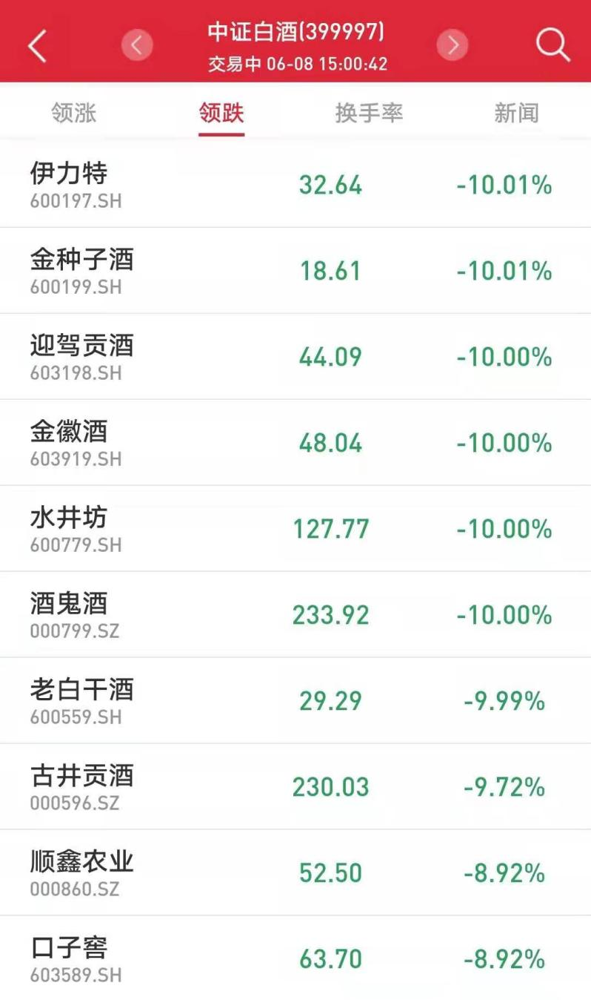 中证白酒(399997)
交易中 06-08 15:00:42
领涨 领跌 换手率 新闻
伊力特 32.64 -10.01%
600197.SH
金种子酒 18.61 -10.01%
600199.SH
迎驾贡酒 44.09 -10.00%
603198.SH
金徽酒 48.04 -10.00%
603919.SH
水井坊 127.77 -10.00%
600779.SH
酒鬼酒 233.92 -10.00%
000799.SZ
老白干酒 29.29 -9.99%
600559.SH
古井贡酒 230.03 -9.72%
000596.SZ
顺鑫农业 52.50 -8.92%
000860.SZ
口子窖 63.70 -8.92%
603589.SH